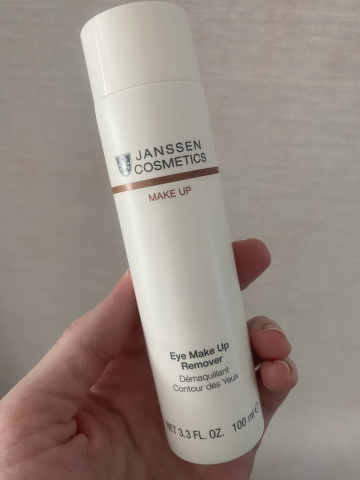 JANSSEN
COSMETICS
MAKE UP
Eye Make Up
Remover
Démaquillant
Contour des Yeux
NET 3.3 FL. OZ. 100 ml ℮